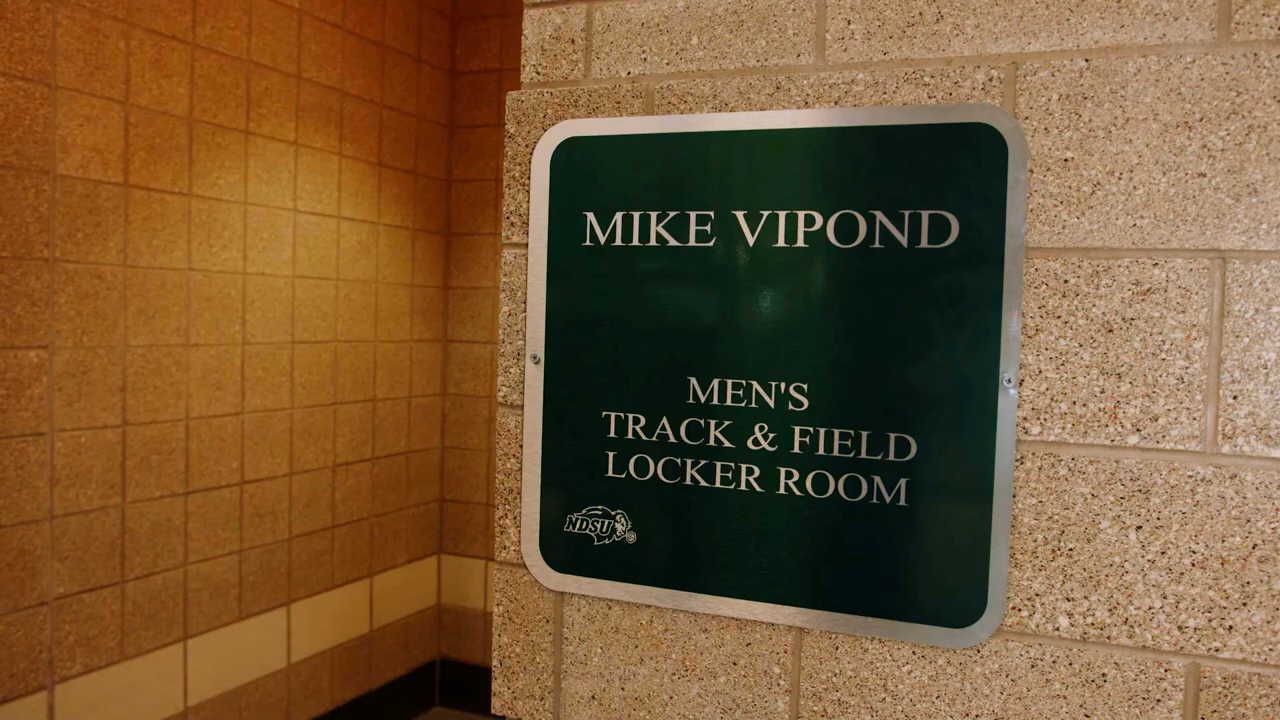 MIKE VIPOND
MEN'S
TRACK & FIELD
LOCKER ROOM
NDSU